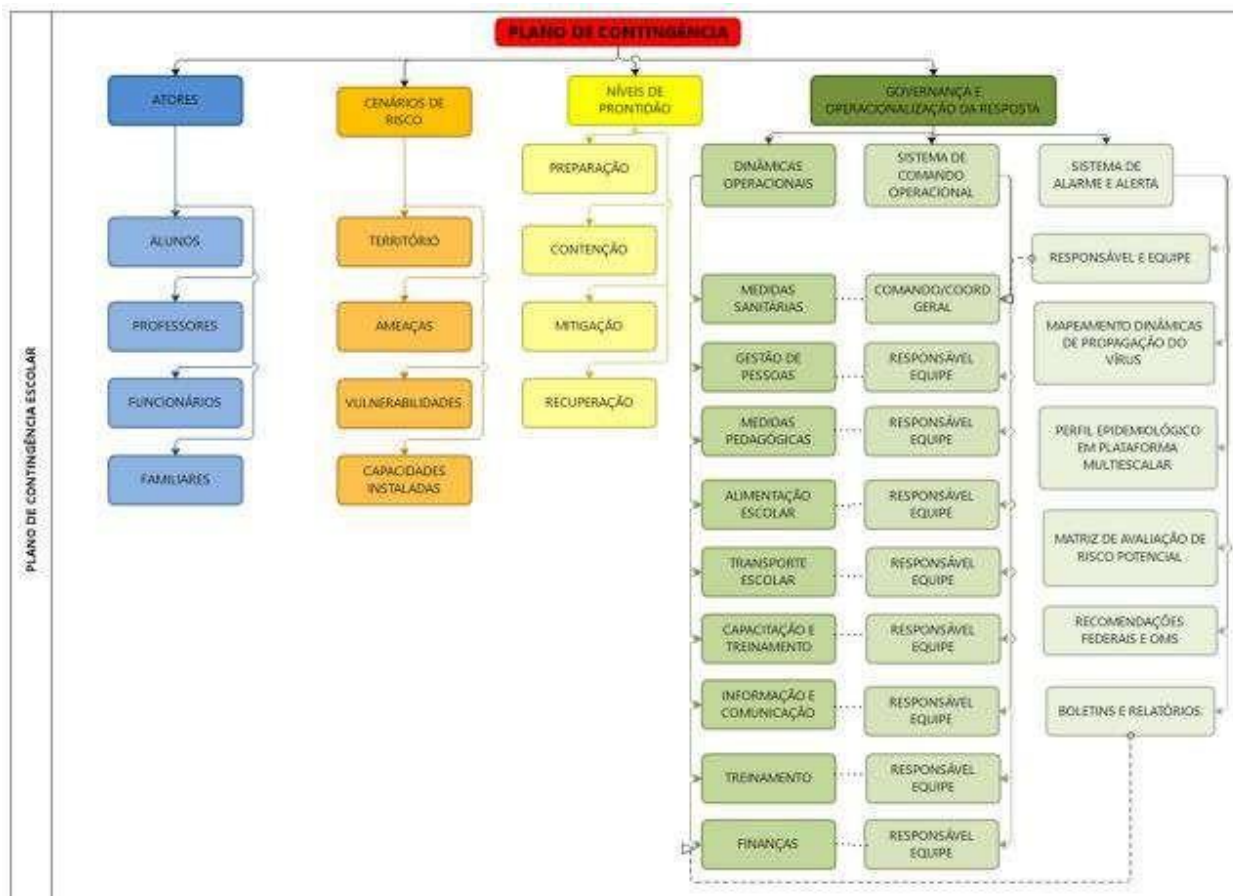 PLANO DE CONTINGÊNCIA
PLANO DE CONTINGÊNCIA ESCOLAR
ATORES
ALUNOS
PROFESSORES
FUNCIONÁRIOS
FAMILIARES
CENÁRIOS DE
RISCO
TERRITÓRIO
AMEAÇAS
VULNERABILIDADES
CAPACIDADES
INSTALADAS
NÍVEIS DE
PRONTIDÃO
PREPARAÇÃO
CONTENÇÃO
MITIGAÇÃO
RECUPERAÇÃO
GOVERNANÇA E
OPERACIONALIZAÇÃO DA RESPOSTA
DINÂMICAS
OPERACIONAIS
MEDIDAS
SANITÁRIAS
GESTÃO DE
PESSOAS
MEDIDAS
PEDAGÓGICAS
ALIMENTAÇÃO
ESCOLAR
TRANSPORTE
ESCOLAR
CAPACITAÇÃO E
TREINAMENTO
INFORMAÇÃO E
COMUNICAÇÃO
TREINAMENTO
FINANÇAS
SISTEMA DE
COMANDO
OPERACIONAL
COMANDO/COORD
GERAL
RESPONSÁVEL
EQUIPE
RESPONSÁVEL
EQUIPE
RESPONSÁVEL
EQUIPE
RESPONSÁVEL
EQUIPE
RESPONSÁVEL
EQUIPE
RESPONSÁVEL
EQUIPE
RESPONSÁVEL
EQUIPE
RESPONSÁVEL
EQUIPE
SISTEMA DE
ALARME E ALERTA
RESPONSÁVEL E EQUIPE
MAPEAMENTO DINÂMICAS
DE PROPAGAÇÃO DO
VÍRUS
PERFIL EPIDEMIOLÓGICO
EM PLATAFORMA
MULTIESCALAR
MATRIZ DE AVALIAÇÃO DE
RISCO POTENCIAL
RECOMENDAÇÕES
FEDERAIS E OMS
BOLETINS E RELATÓRIOS